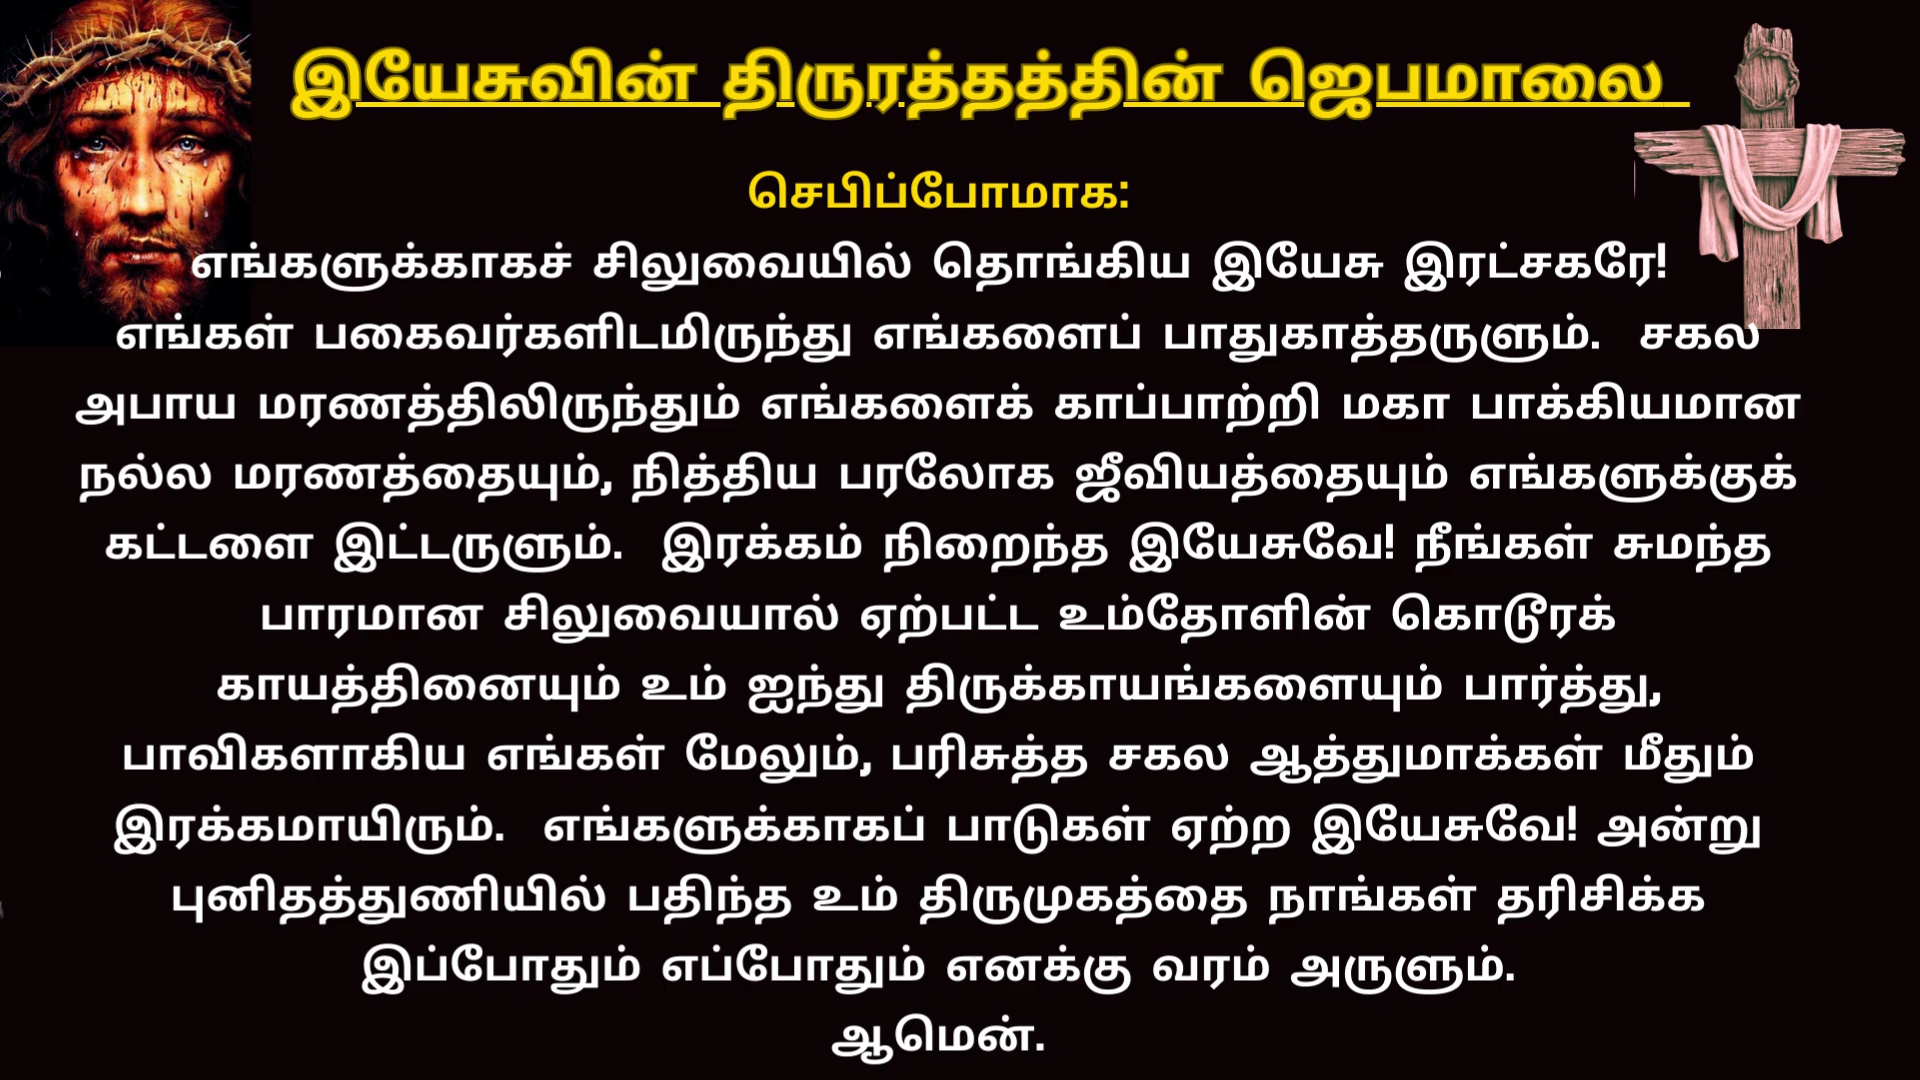 இயேசுவின் திருரத்தத்தின் ஜெபமாலை
செபிப்போமாக:
எங்களுக்காகச் சிலுவையில் தொங்கிய இயேசு இரட்சகரே!
எங்கள் பகைவர்களிடமிருந்து எங்களைப் பாதுகாத்தருளும். சகல
அபாய மரணத்திலிருந்தும் எங்களைக் காப்பாற்றி மகா பாக்கியமான
நல்ல மரணத்தையும், நித்திய பரலோக ஜீவியத்தையும் எங்களுக்குக்
கட்டளை இட்டருளும். இரக்கம் நிறைந்த இயேசுவே! நீங்கள் சுமந்த
பாரமான சிலுவையால் ஏற்பட்ட உம்தோளின் கொடூரக்
காயத்தினையும் உம் ஐந்து திருக்காயங்களையும் பார்த்து,
பாவிகளாகிய எங்கள் மேலும், பரிசுத்த சகல ஆத்துமாக்கள் மீதும்
இரக்கமாயிரும். எங்களுக்காகப் பாடுகள் ஏற்ற இயேசுவே! அன்று
புனிதத்துணியில் பதிந்த உம் திருமுகத்தை நாங்கள் தரிசிக்க
இப்போதும் எப்போதும் எனக்கு வரம் அருளும்.
ஆமென்.